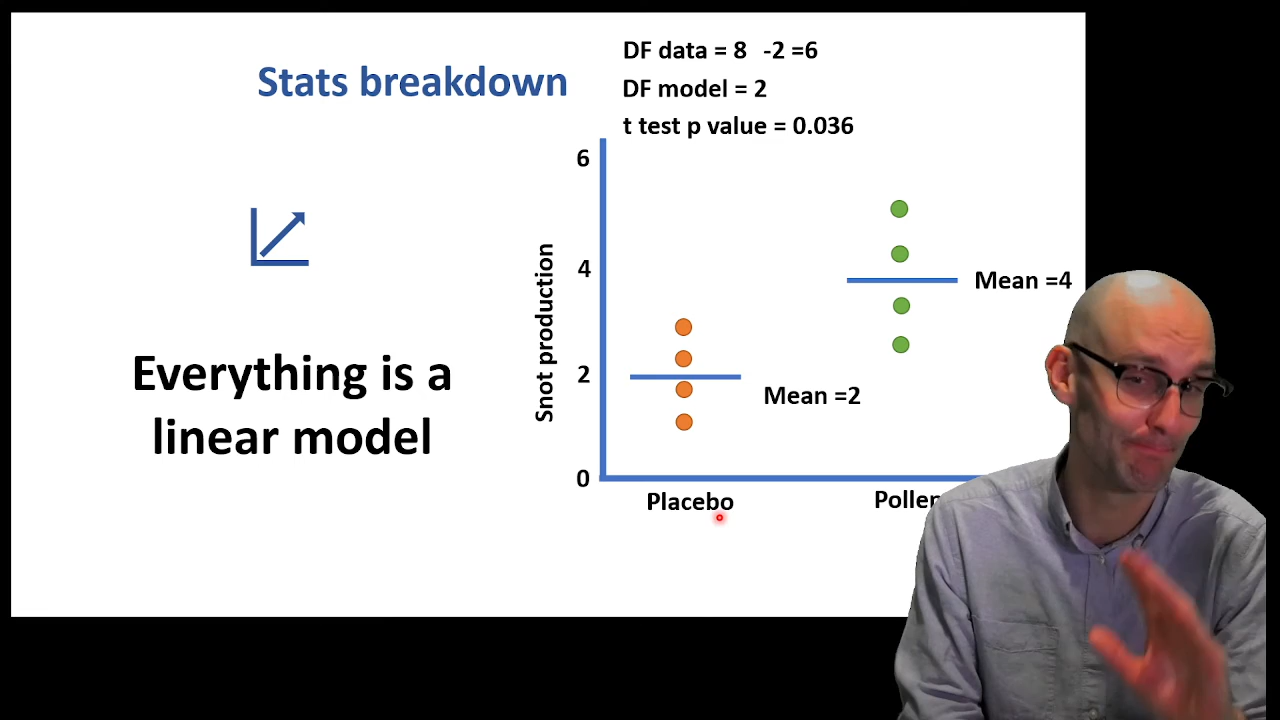 Stats breakdown
DF data = 8 -2 =6
DF model = 2
t test p value = 0.036
Everything is a
linear model
6
4
2
0
Snot production
Mean =4
Mean =2
Placebo
Pollen